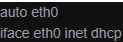 auto eth0
iface eth0 inet dhcp